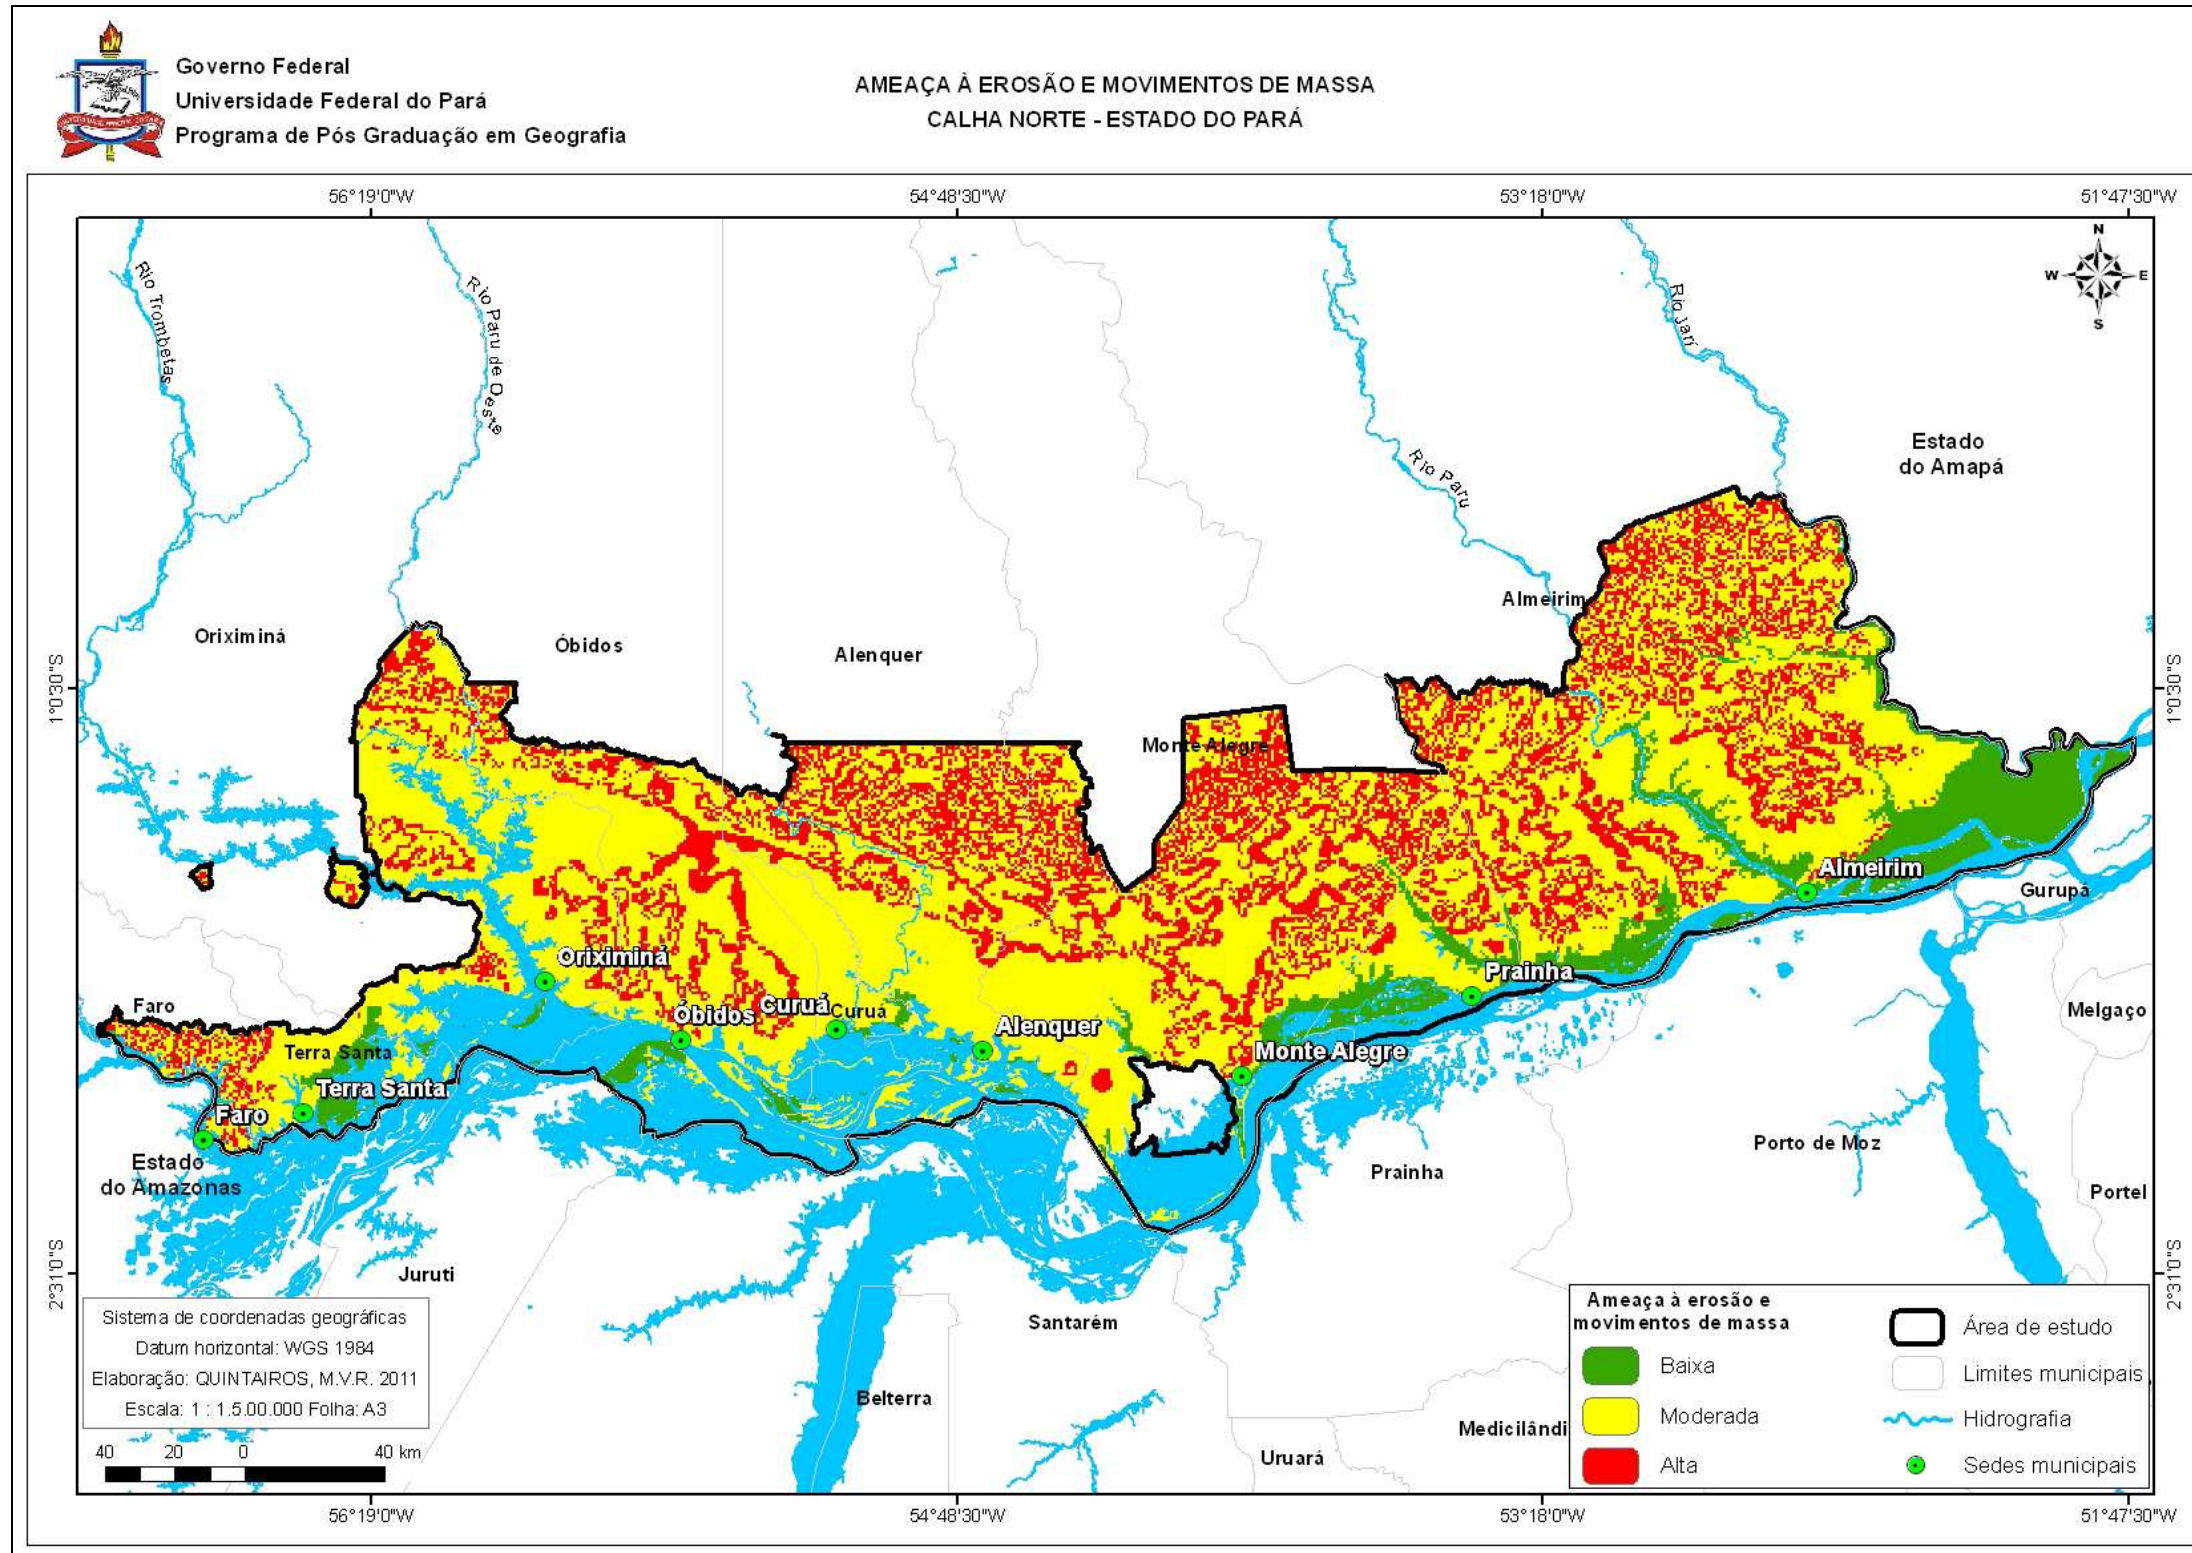 Governo Federal
Universidade Federal do Pará
Programa de Pós Graduação em Geografia
AMEAÇA À EROSÃO E MOVIMENTOS DE MASSA
CALHA NORTE - ESTADO DO PARÁ
56°19'0"W
54°48'30"W
53°18'0"W
51°47'30"W
N
W
E
S
Rio Trombetas
Rio Paru de Oeste
Rio Paru
Rio Jari
Estado
do Amapá
Oriximiná
Óbidos
Alenquer
Monte Alegre
Almeirim
1°0'30"S
1°0'30"S
Almeirim
Gurupá
Oriximiná
Prainha
Faro
Óbidos
Curuá
Curuá
Alenquer
Melgaço
Terra Santa
Monte Alegre
Terra Santa
Faro
Porto de Moz
Estado
do Amazonas
Prainha
Portel
2°31'0"S
2°31'0"S
Juruti
Santarém
Belterra
Uruará
Medicilândi
Sistema de coordenadas geográficas
Datum horizontal: WGS 1984
Elaboração: QUINTAIROS, M.V.R. 2011
Escala: 1 : 1.5.00.000 Folha: A3
40 20 0 40 km
Ameaça à erosão e
movimentos de massa
Baixa
Moderada
Alta
Área de estudo
Limites municipais
Hidrografia
Sedes municipais
56°19'0"W
54°48'30"W
53°18'0"W
51°47'30"W